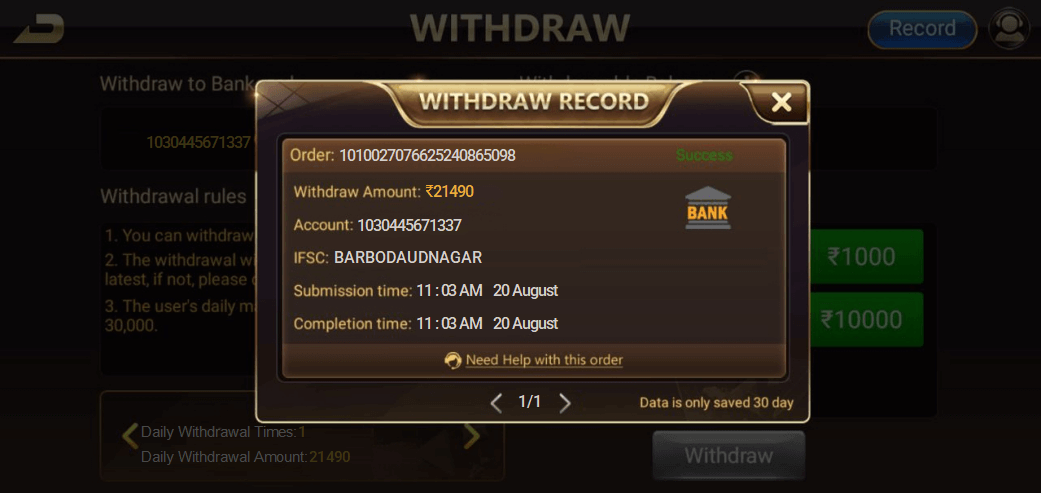 WITHDRAW
Record
Withdraw to Bank
WITHDRAW RECORD
1030445671337
Order: 1010027076625240865098
Success
Withdraw Amount: ₹21490
BANK
Account: 1030445671337
IFSC: BARBODAUDNAGAR
Submission time: 11:03 AM 20 August
Completion time: 11:03 AM 20 August
Need Help with this order
1/1
Data is only saved 30 day
Withdrawal rules
1. You can withdraw
2. The withdrawal
latest, if not, please
3. The user's daily
30,000.
₹1000
₹10000
Daily Withdrawal Times:1
Daily Withdrawal Amount:21490
Withdraw